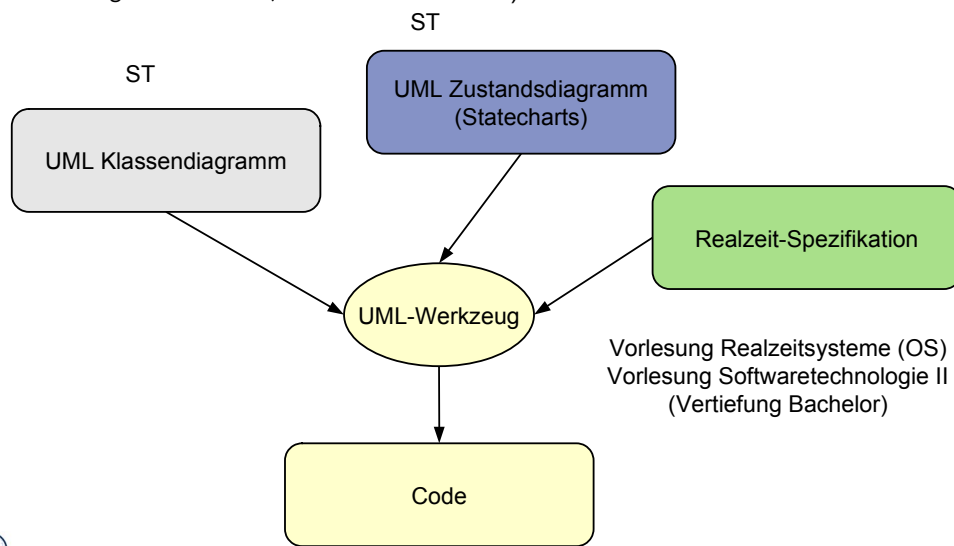 ST
ST
UML Zustandsdiagramm
(Statecharts)
UML Klassendiagramm
Realzeit-Spezifikation
UML-Werkzeug
Vorlesung Realzeitsysteme (OS)
Vorlesung Softwaretechnologie II
(Vertiefung Bachelor)
Code